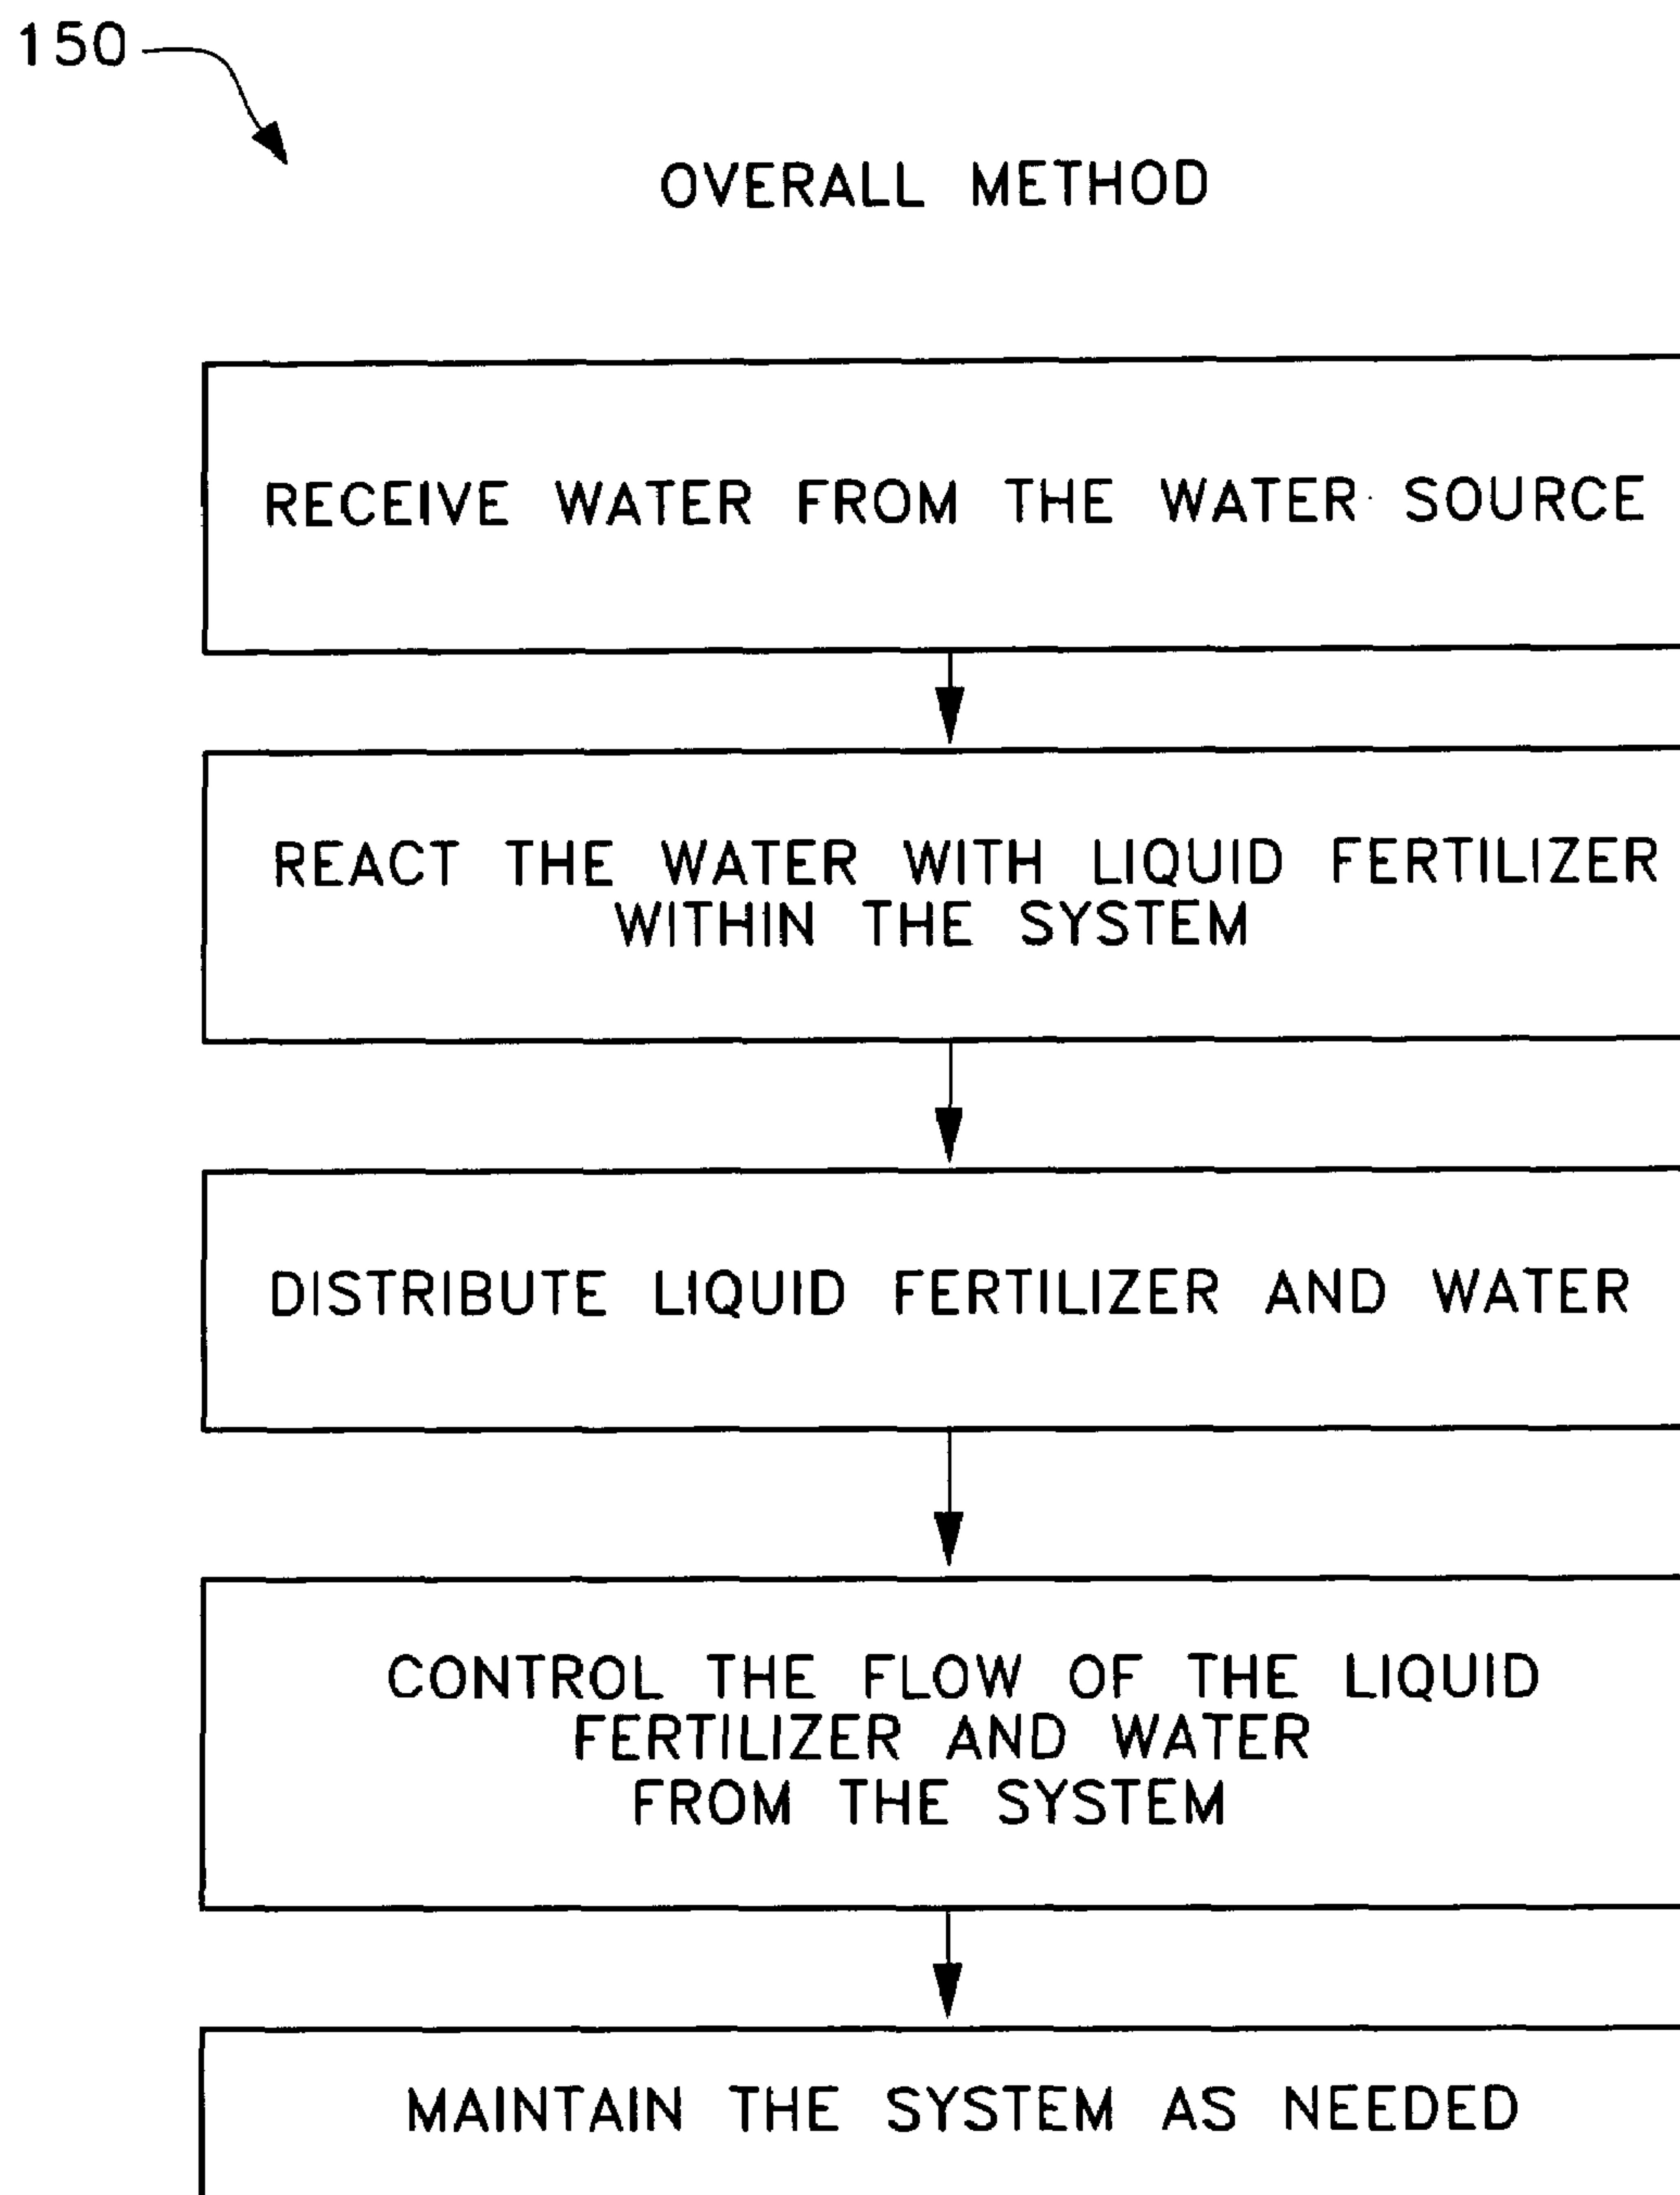 150
OVERALL METHOD
RECEIVE WATER FROM THE WATER SOURCE
REACT THE WATER WITH LIQUID FERTILIZER
WITHIN THE SYSTEM
DISTRIBUTE LIQUID FERTILIZER AND WATER
CONTROL THE FLOW OF THE LIQUID
FERTILIZER AND WATER
FROM THE SYSTEM
MAINTAIN THE SYSTEM AS NEEDED